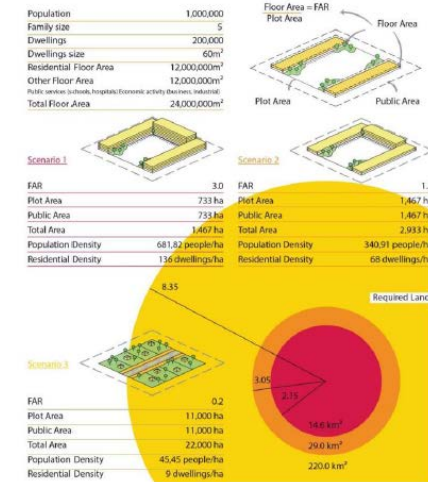 Population 1,000,000
Family size 5
Dwellings 200,000
Dwellings size 60m²
Residential Floor Area 12,000,000m²
Other Floor Area 12,000,000m²
Public services (schools, hospitals) Economic activity (business, industrial)
Total Floor Area 24,000,000m²
Floor Area = FAR
Plot Area
Floor Area
Plot Area
Public Area
Scenario 1
FAR 3.0
Plot Area 733 ha
Public Area 733 ha
Total Area 1,467 ha
Population Density 681,82 people/ha
Residential Density 136 dwellings/ha
Scenario 2
FAR 1.
Plot Area 1,467 h
Public Area 1,467 h
Total Area 2,933 h
Population Density 340,91 people/h
Residential Density 68 dwellings/h
8.35
Required Land
3.05
2.15
14.6 km²
29.0 km²
220.0 km²
Scenario 3
FAR 0.2
Plot Area 11,000 ha
Public Area 11,000 ha
Total Area 22,000 ha
Population Density 45,45 people/ha
Residential Density 9 dwellings/ha